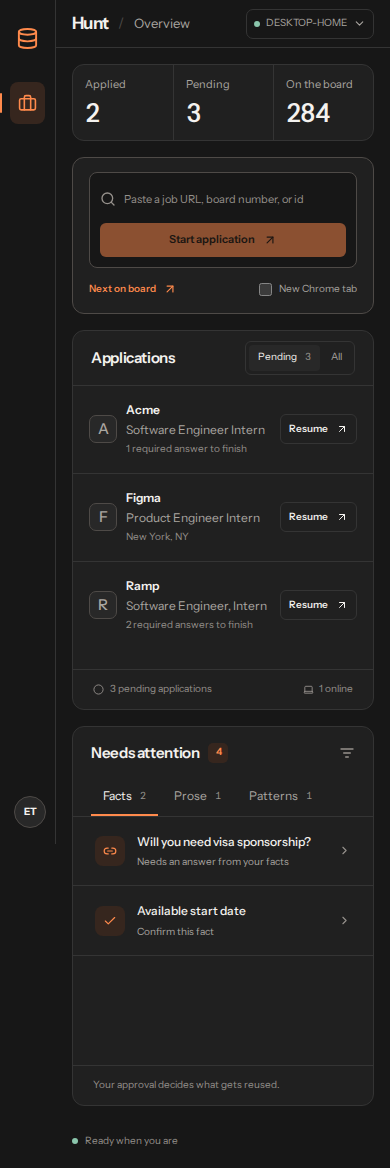 Hunt / Overview DESKTOP-HOME
Applied Pending On the board
2 3 284
Paste a job URL, board number, or id
Start application
Next on board New Chrome tab
Applications Pending 3 All
Acme
A Software Engineer Intern Resume
1 required answer to finish
Figma
F Product Engineer Intern Resume
New York, NY
Ramp
R Software Engineer, Intern Resume
2 required answers to finish
3 pending applications 1 online
Needs attention 4
Facts 2 Prose 1 Patterns 1
ET
Will you need visa sponsorship?
Needs an answer from your facts
Available start date
Confirm this fact
Your approval decides what gets reused.
Ready when you are